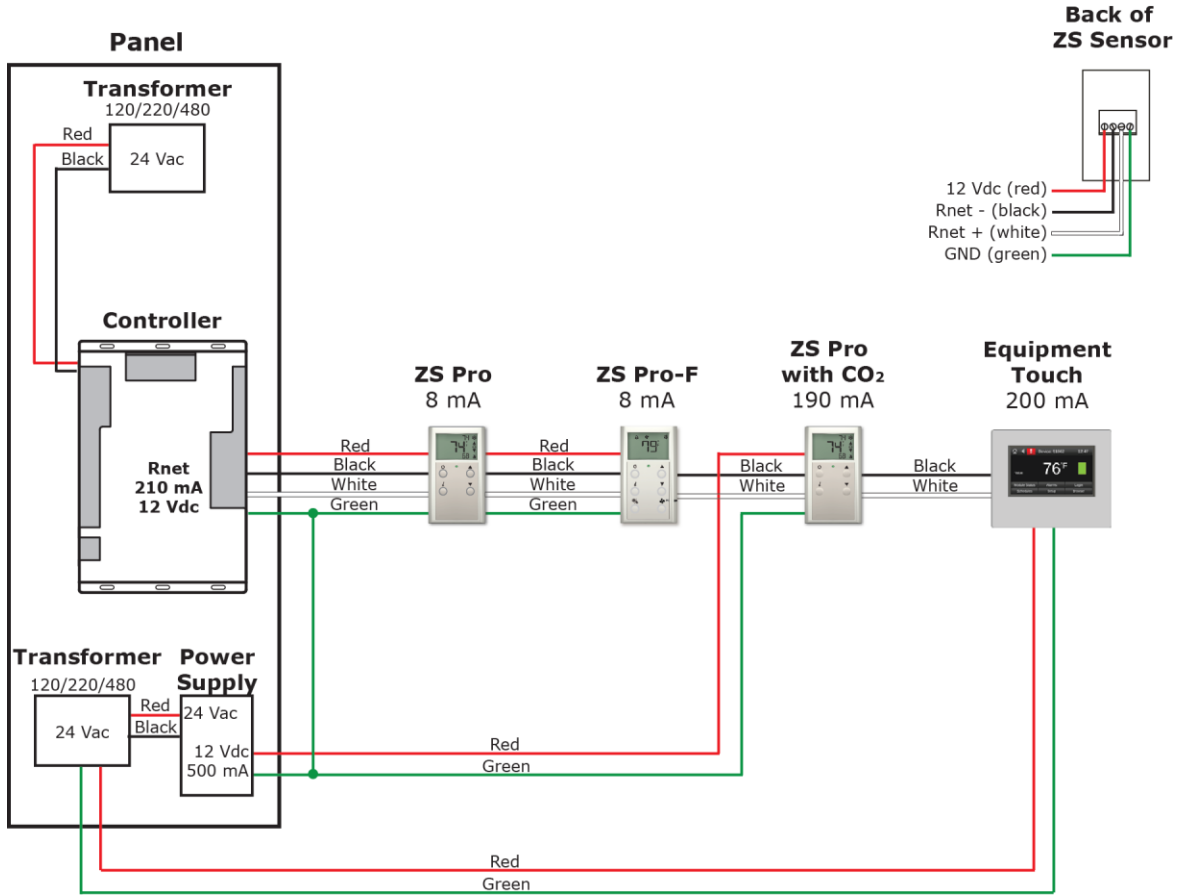 Back of
ZS Sensor
Panel
Transformer
120/220/480
Red
Black
24 Vac
12 Vdc (red)
Rnet - (black)
Rnet + (white)
GND (green)
Controller
Rnet
210 mA
12 Vdc
ZS Pro
8 mA
ZS Pro-F
8 mA
ZS Pro
with CO₂
190 mA
Equipment
Touch
200 mA
Red
Black
White
Green
Red
Black
White
Green
Black
White
Black
White
74
79
74
76°F
Transformer
120/220/480
24 Vac
Red
Black
Power
Supply
24 Vac
12 Vdc
500 mA
Red
Green
Red
Green